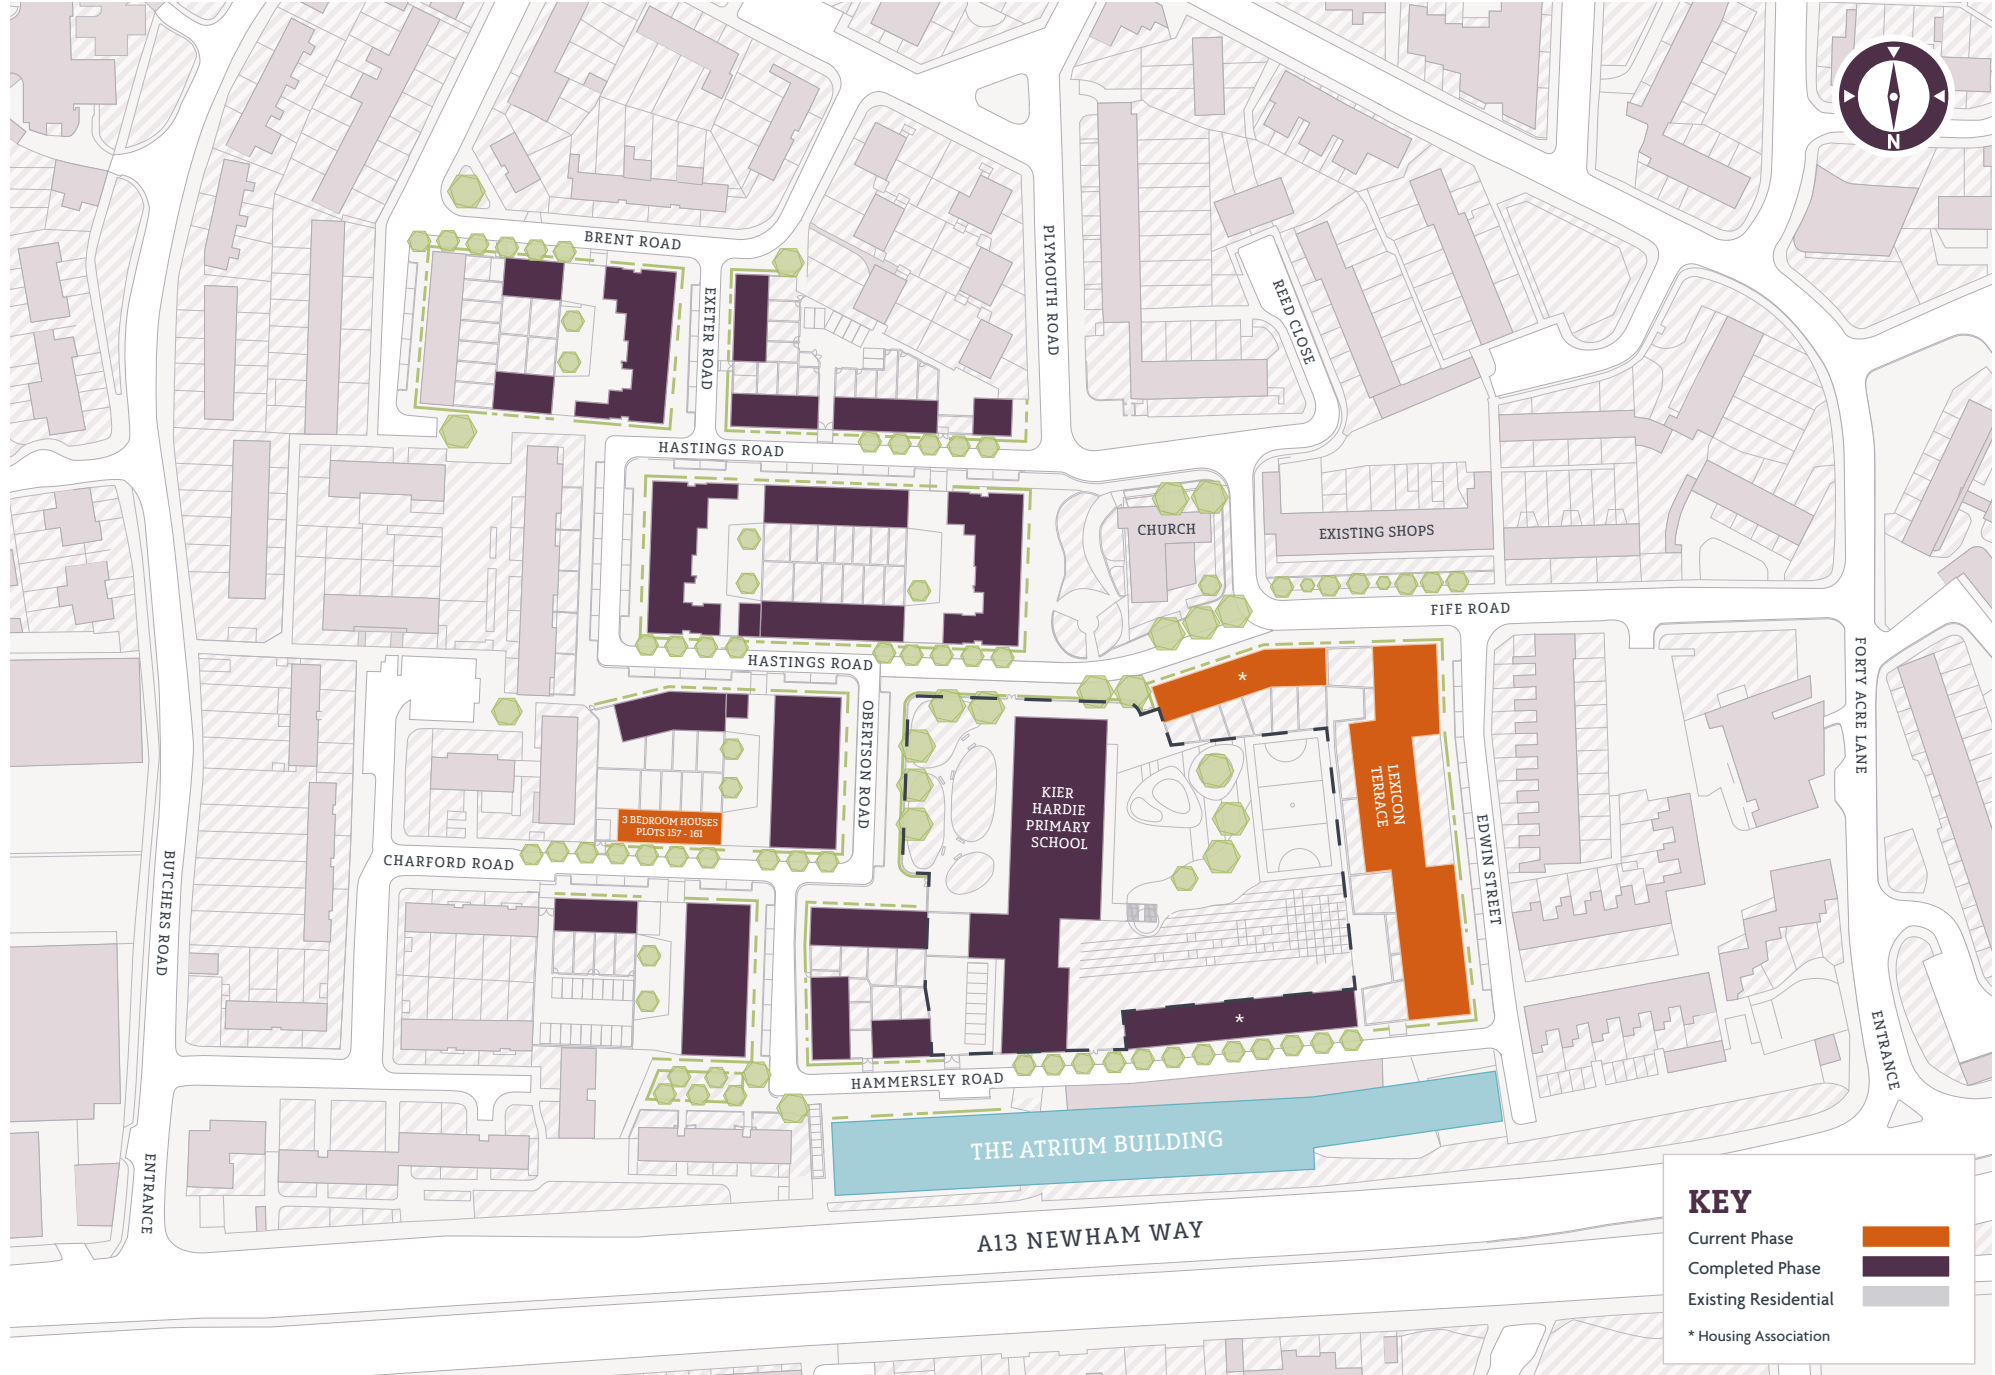 N
BRENT ROAD
EXETER ROAD
PLYMOUTH ROAD
REED CLOSE
HASTINGS ROAD
CHURCH
EXISTING SHOPS
FIFE ROAD
HASTINGS ROAD
*
OBERTSON ROAD
LEXICON
TERRACE
KIER
HARDIE
PRIMARY
SCHOOL
3 BEDROOM HOUSES
PLOTS 157 - 161
CHARFORD ROAD
BUTCHERS ROAD
EDWIN STREET
FORTY ACRE LANE
*
HAMMERSLEY ROAD
THE ATRIUM BUILDING
ENTRANCE
ENTRANCE
A13 NEWHAM WAY
KEY
Current Phase
Completed Phase
Existing Residential
* Housing Association